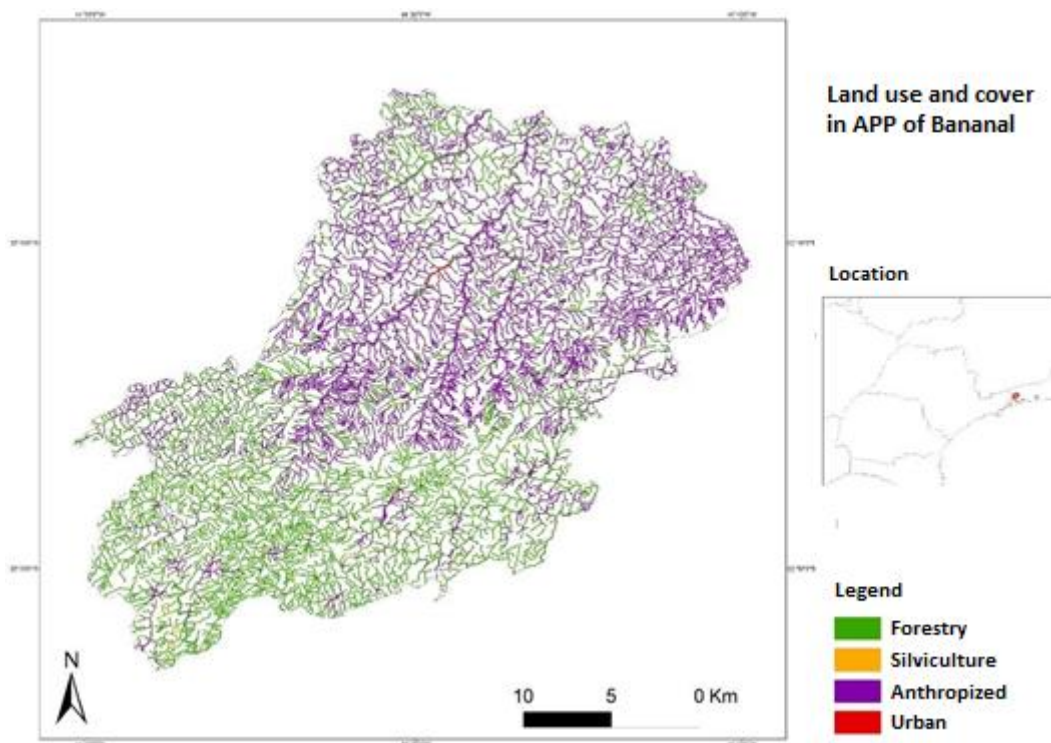 Land use and cover
in APP of Bananal
Location
Legend
Forestry
Silviculture
Anthropized
Urban
N
10 5 0 Km